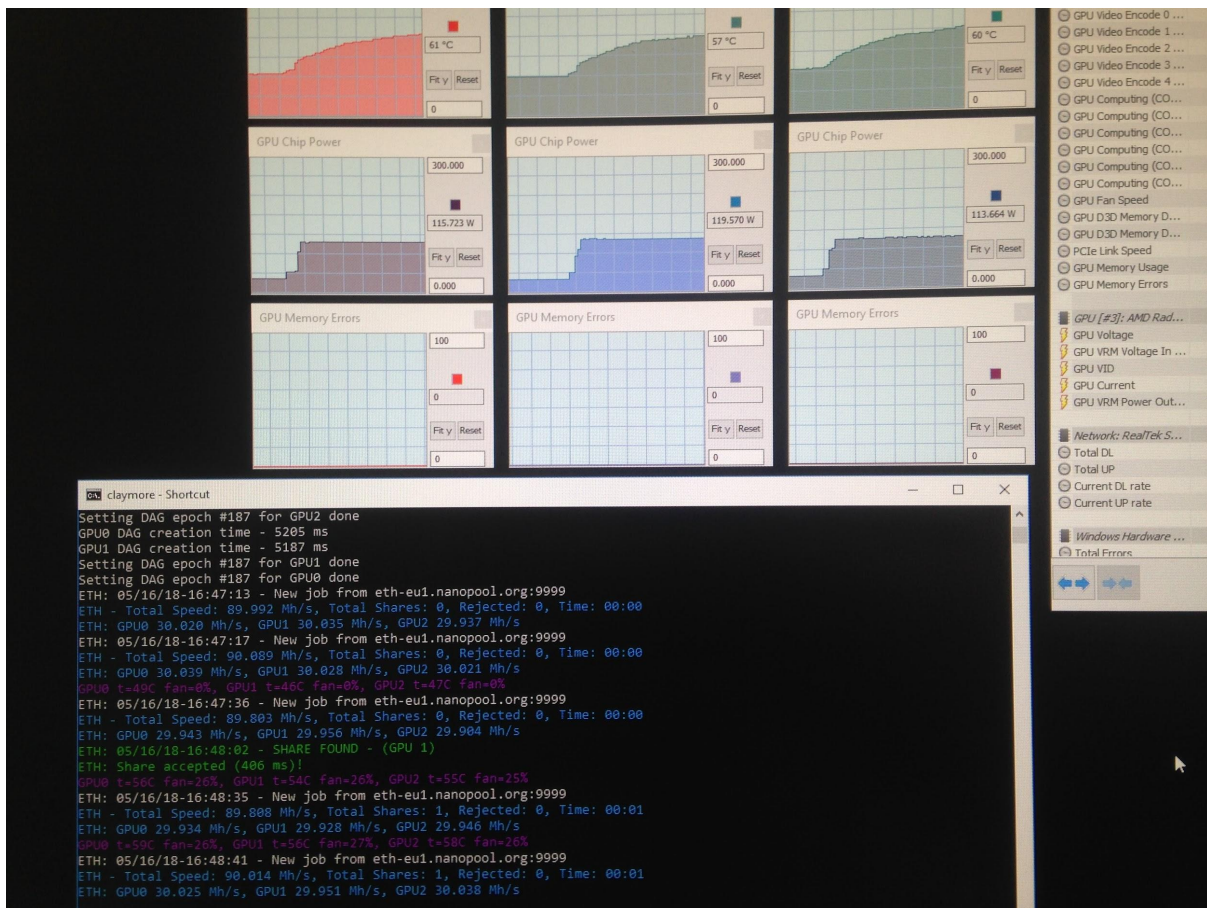 61 °C
Fit y Reset
0
57 °C
Fit y Reset
0
60 °C
Fit y Reset
0
GPU Chip Power
300.000
115.723 W
Fit y Reset
0.000
GPU Chip Power
300.000
119.570 W
Fit y Reset
0.000
GPU Chip Power
300.000
113.664 W
Fit y Reset
0.000
GPU Memory Errors
100
0
Fit y Reset
0
GPU Memory Errors
100
0
Fit y Reset
0
GPU Memory Errors
100
0
Fit y Reset
0
GPU Video Encode 0 ...
GPU Video Encode 1 ...
GPU Video Encode 2 ...
GPU Video Encode 3 ...
GPU Video Encode 4 ...
GPU Computing (CO...
GPU Computing (CO...
GPU Computing (CO...
GPU Computing (CO...
GPU Computing (CO...
GPU Computing (CO...
GPU Fan Speed
GPU D3D Memory D...
GPU D3D Memory D...
PCIe Link Speed
GPU Memory Usage
GPU Memory Errors
GPU [#3]: AMD Rad...
GPU Voltage
GPU VRM Voltage In ...
GPU VID
GPU Current
GPU VRM Power Out...
Network: RealTek S...
Total DL
Total UP
Current DL rate
Current UP rate
Windows Hardware ...
Total Errors
claymore - Shortcut
Setting DAG epoch #187 for GPU2 done
GPU0 DAG creation time - 5205 ms
GPU1 DAG creation time - 5187 ms
Setting DAG epoch #187 for GPU1 done
Setting DAG epoch #187 for GPU0 done
ETH: 05/16/18-16:47:13 - New job from eth-eu1.nanopool.org:9999
ETH - Total Speed: 89.992 Mh/s, Total Shares: 0, Rejected: 0, Time: 00:00
ETH: GPU0 30.020 Mh/s, GPU1 30.035 Mh/s, GPU2 29.937 Mh/s
ETH: 05/16/18-16:47:17 - New job from eth-eu1.nanopool.org:9999
ETH - Total Speed: 90.089 Mh/s, Total Shares: 0, Rejected: 0, Time: 00:00
ETH: GPU0 30.039 Mh/s, GPU1 30.028 Mh/s, GPU2 30.021 Mh/s
GPU0 t=49C fan=0%, GPU1 t=46C fan=0%, GPU2 t=47C fan=0%
ETH: 05/16/18-16:47:36 - New job from eth-eu1.nanopool.org:9999
ETH - Total Speed: 89.803 Mh/s, Total Shares: 0, Rejected: 0, Time: 00:00
ETH: GPU0 29.943 Mh/s, GPU1 29.956 Mh/s, GPU2 29.904 Mh/s
ETH: 05/16/18-16:48:02 - SHARE FOUND - (GPU 1)
ETH: Share accepted (406 ms)!
GPU0 t=56C fan=26%, GPU1 t=54C fan=26%, GPU2 t=55C fan=25%
ETH: 05/16/18-16:48:35 - New job from eth-eu1.nanopool.org:9999
ETH - Total Speed: 89.808 Mh/s, Total Shares: 1, Rejected: 0, Time: 00:01
ETH: GPU0 29.934 Mh/s, GPU1 29.928 Mh/s, GPU2 29.946 Mh/s
GPU0 t=59C fan=26%, GPU1 t=56C fan=27%, GPU2 t=58C fan=26%
ETH: 05/16/18-16:48:41 - New job from eth-eu1.nanopool.org:9999
ETH - Total Speed: 90.014 Mh/s, Total Shares: 1, Rejected: 0, Time: 00:01
ETH: GPU0 30.025 Mh/s, GPU1 29.951 Mh/s, GPU2 30.038 Mh/s